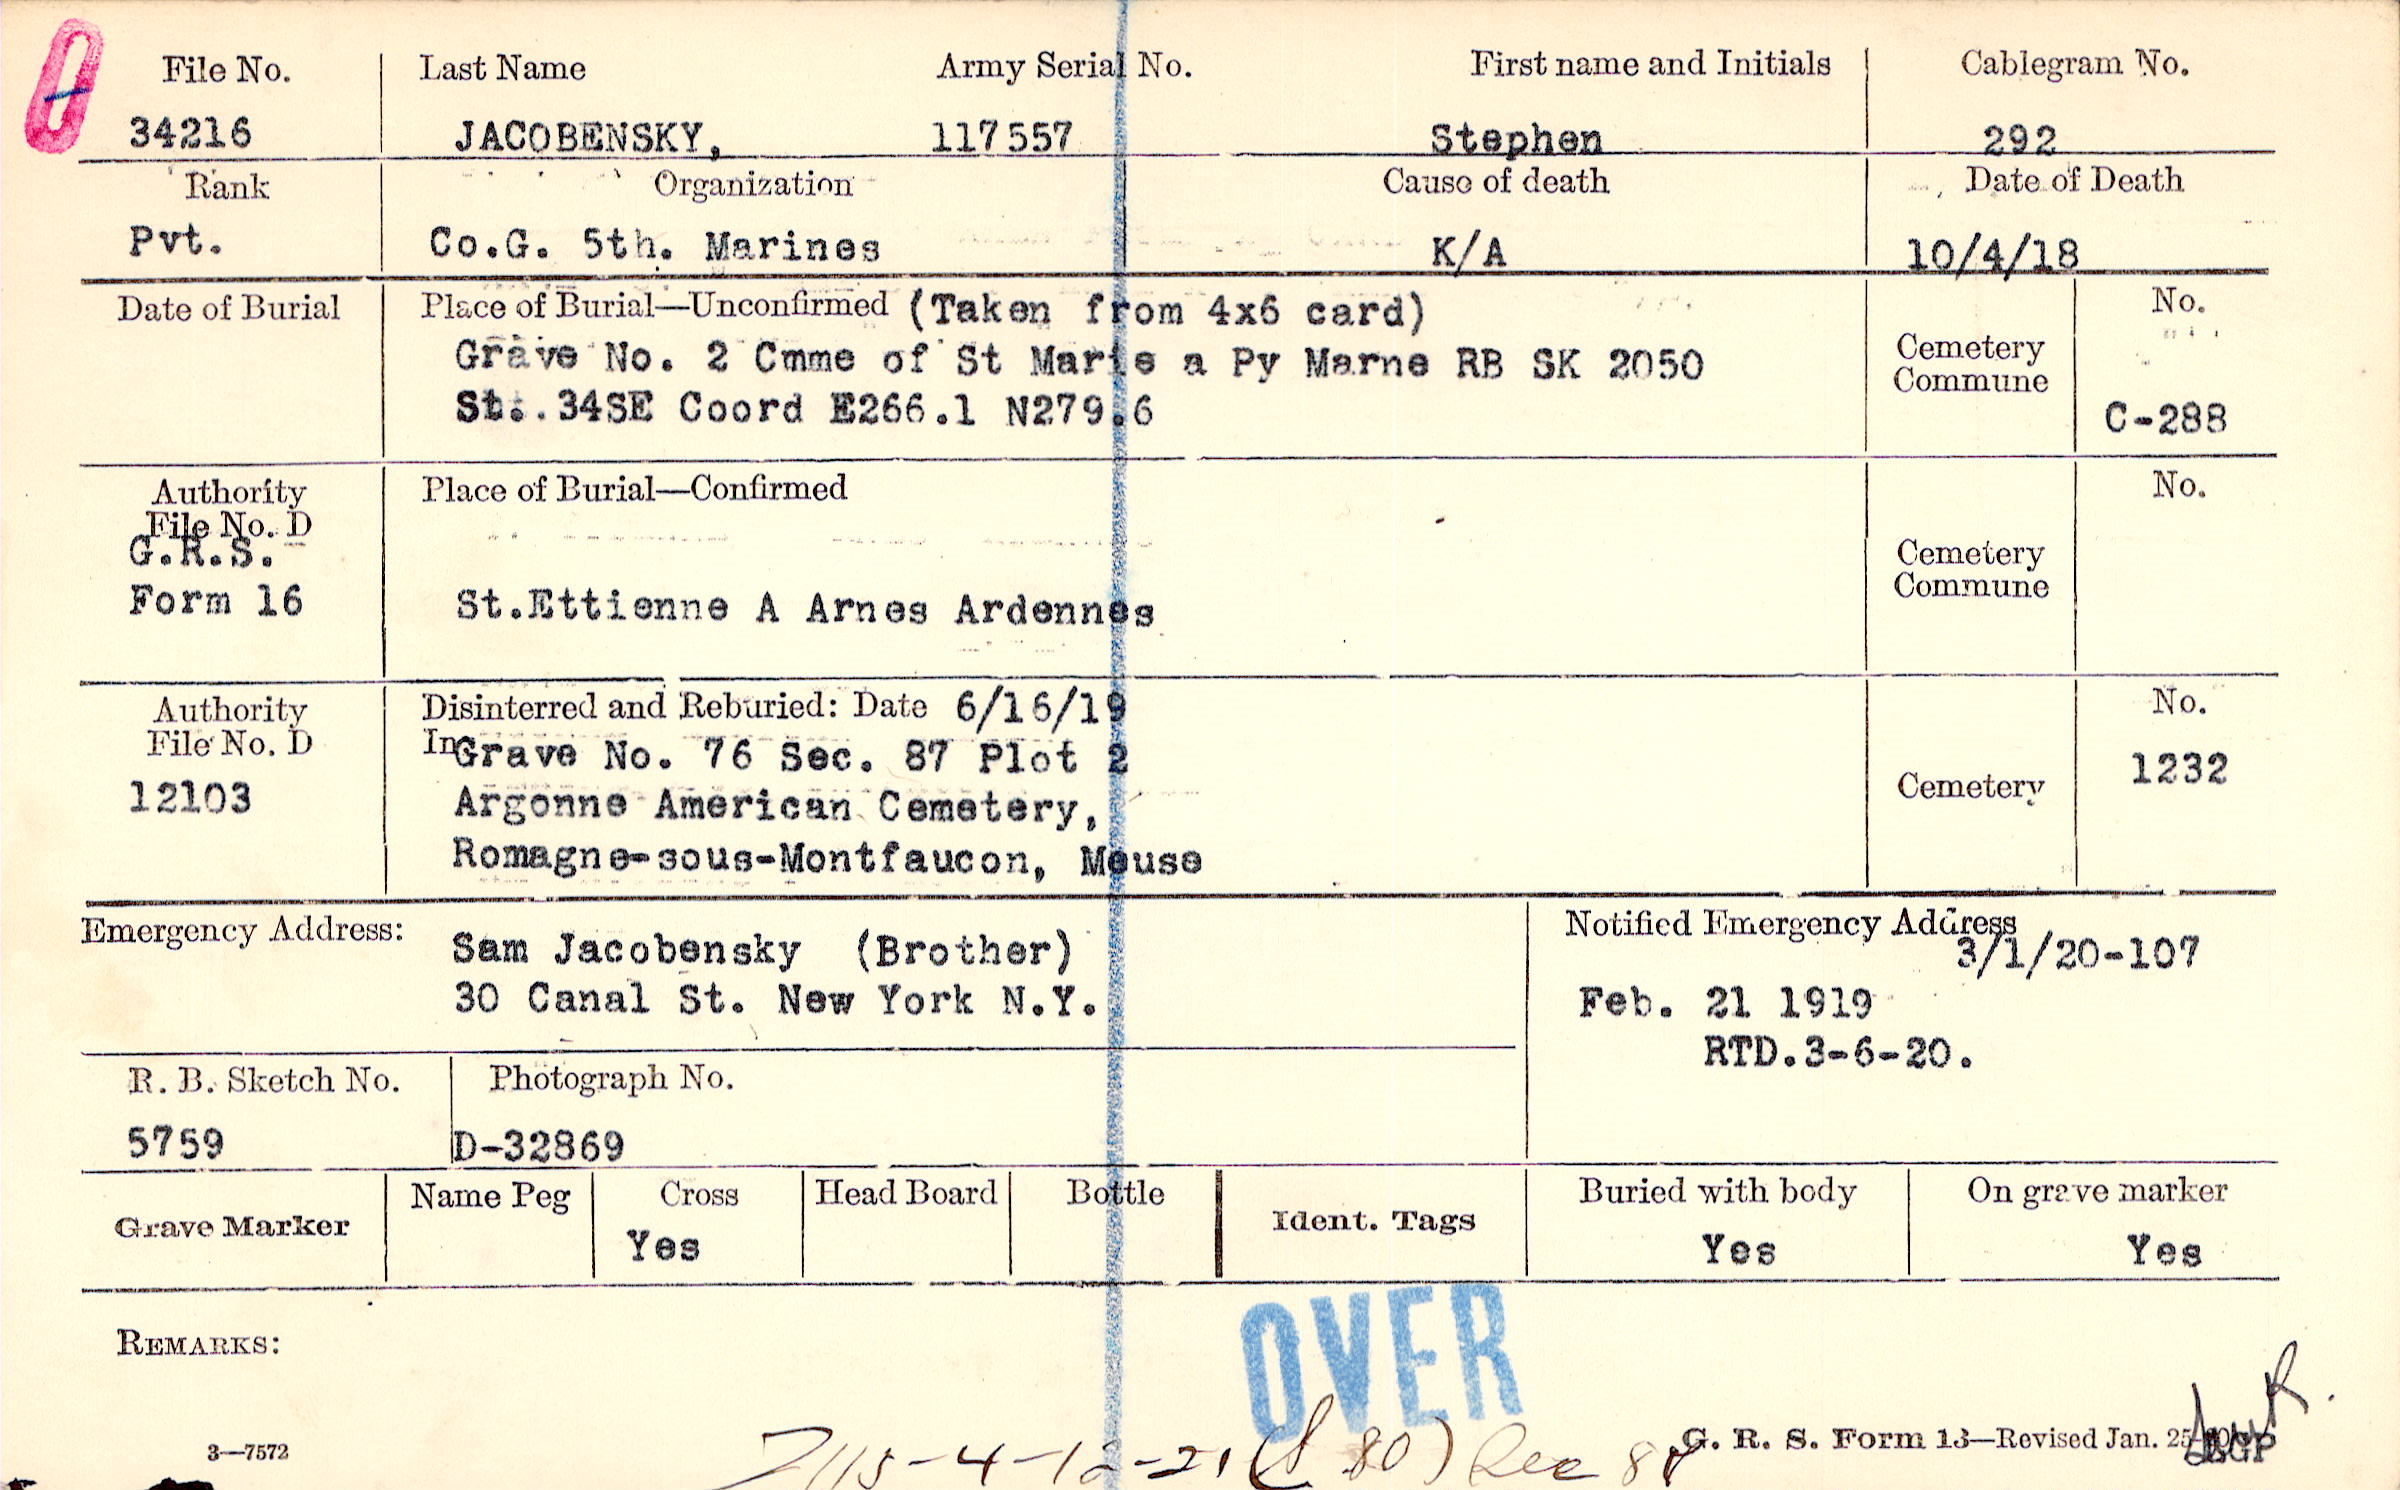 File No. Last Name Army Serial No. First name and Initials Cablegram No.
34216 JACOBENSKY, 117557 Stephen 292
Rank Organization Cause of death Date of Death
Pvt. Co.G. 5th. Marines K/A 10/4/18
Date of Burial Place of Burial—Unconfirmed (Taken from 4x6 card) No.
Grave No. 2 Cmme of St Marie a Py Marne RB SK 2050 Cemetery
Commune
St. 34SE Coord E266.1 N279.6 C-288
Authority Place of Burial—Confirmed No.
File No. D
G.R.S. Cemetery
Form 16 St.Ettienne A Arnes Ardennes Commune
Authority Disinterred and Reburied: Date 6/16/19 No.
File No. D In Grave No. 76 Sec. 87 Plot 2 1232
12103 Argonne American Cemetery, Cemetery
Romagne-sous-Montfaucon, Meuse
Emergency Address: Notified Emergency Address
Sam Jacobensky (Brother) 3/1/20-107
30 Canal St. New York N.Y. Feb. 21 1919
RTD.3-6-20.
R. B. Sketch No. Photograph No.
5759 D-32869
Grave Marker Name Peg Cross Head Board Bottle Ident. Tags Buried with body On grave marker
Yes Yes Yes
OVER
REMARKS:
3—7572 G. R. S. Form 13—Revised Jan. 25